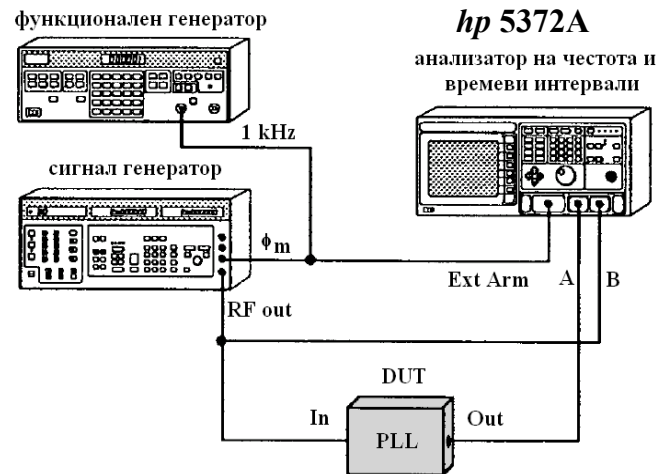 функционален генератор
hp 5372A
анализатор на честота и
времеви интервали
1 kHz
сигнал генератор
ϕm
Ext Arm
A
B
RF out
DUT
In
Out
PLL